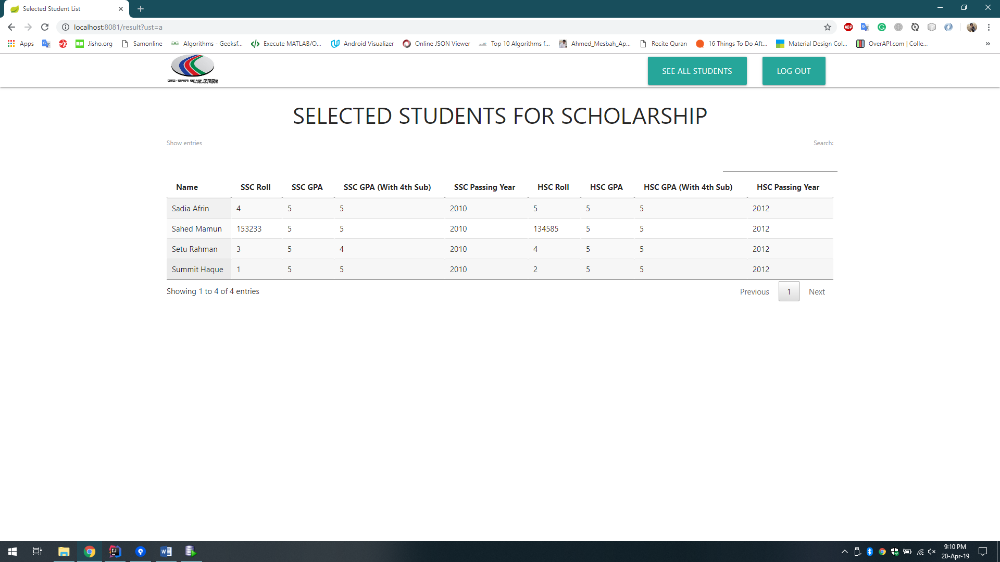 Selected Student List
localhost:8081/result?ust=a
ABP
Apps Jisho.org Samonline Algorithms - Geeksf... Execute MATLAB/O... Android Visualizer Online JSON Viewer Top 10 Algorithms f... Ahmed_Mesbah_Ap... Recite Quran 16 Things To Do Aft... Material Design Col... OverAPI.com | Colle... »
SEE ALL STUDENTS LOG OUT
SELECTED STUDENTS FOR SCHOLARSHIP
Show entries Search:
Name SSC Roll SSC GPA SSC GPA (With 4th Sub) SSC Passing Year HSC Roll HSC GPA HSC GPA (With 4th Sub) HSC Passing Year
Sadia Afrin 4 5 5 2010 5 5 5 2012
Sahed Mamun 153233 5 5 2010 134585 5 5 2012
Setu Rahman 3 5 4 2010 4 5 5 2012
Summit Haque 1 5 5 2010 2 5 5 2012
Showing 1 to 4 of 4 entries Previous 1 Next
9:10 PM
20-Apr-19